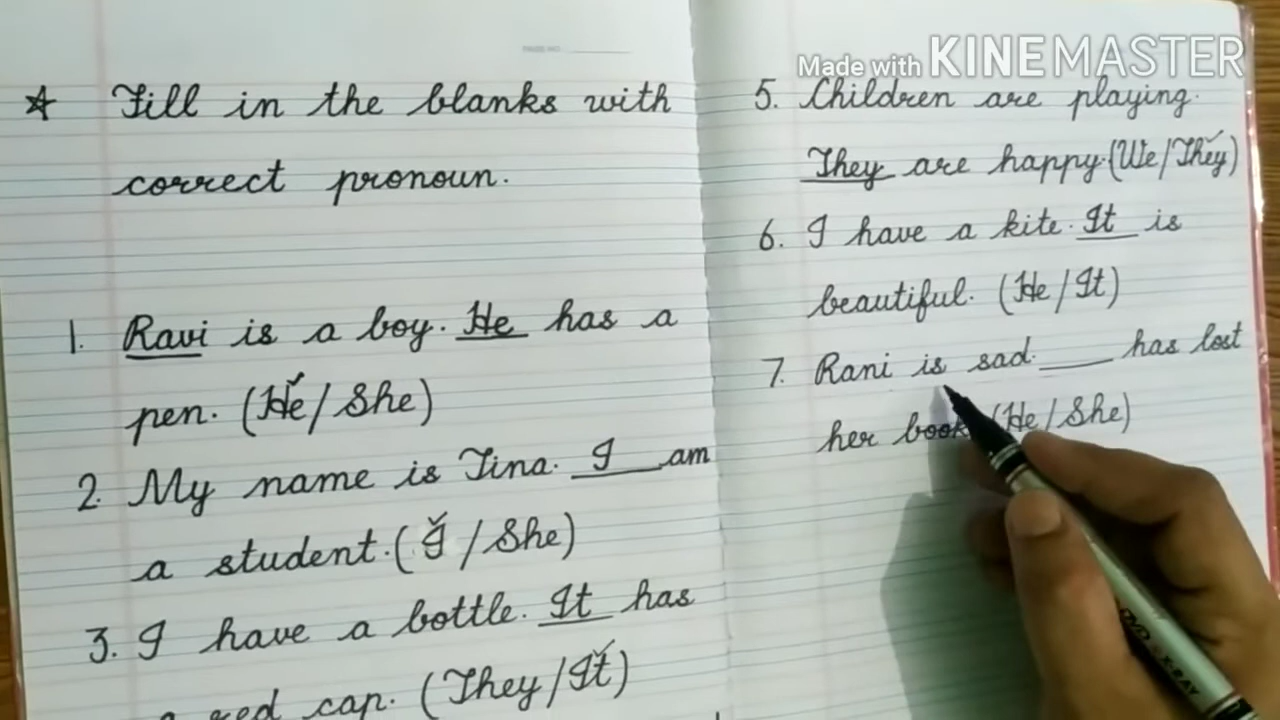 Fill in the blanks with
correct pronoun.
1. Ravi is a boy. He has a
pen. (He/She)
2. My name is Tina. I am
a student. (I/She)
3. I have a bottle. It has
a red cap. (They/It)
Made with KINEMASTER
5. Children are playing.
They are happy. (We/They)
6. I have a kite. It is
beautiful. (He/It)
7. Rani is sad. ____ has lost
her book (He/She)